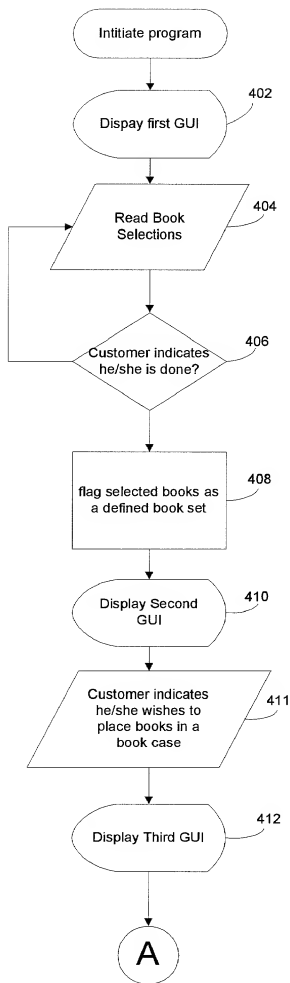 Intitiate program
402
Dispay first GUI
404
Read Book
Selections
406
Customer indicates
he/she is done?
408
flag selected books as
a defined book set
410
Display Second
GUI
411
Customer indicates
he/she wishes to
place books in a
book case
412
Display Third GUI
A